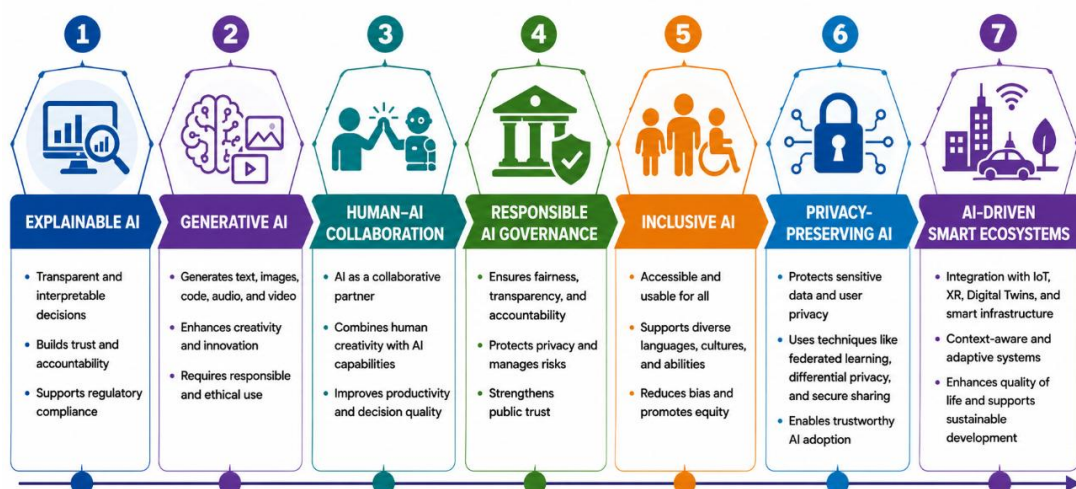 1
EXPLAINABLE AI
• Transparent and
interpretable
decisions
• Builds trust and
accountability
• Supports regulatory
compliance
2
GENERATIVE AI
• Generates text, images,
code, audio, and video
• Enhances creativity
and innovation
• Requires responsible
and ethical use
3
HUMAN–AI
COLLABORATION
• AI as a collaborative
partner
• Combines human
creativity with AI
capabilities
• Improves productivity
and decision quality
4
RESPONSIBLE
AI GOVERNANCE
• Ensures fairness,
transparency, and
accountability
• Protects privacy and
manages risks
• Strengthens
public trust
5
INCLUSIVE AI
• Accessible and
usable for all
• Supports diverse
languages, cultures,
and abilities
• Reduces bias and
promotes equity
6
PRIVACY-
PRESERVING AI
• Protects sensitive
data and user
privacy
• Uses techniques like
federated learning,
differential privacy,
and secure sharing
• Enables trustworthy
AI adoption
7
AI-DRIVEN
SMART ECOSYSTEMS
• Integration with IoT,
XR, Digital Twins, and
smart infrastructure
• Context-aware and
adaptive systems
• Enhances quality of
life and supports
sustainable
development